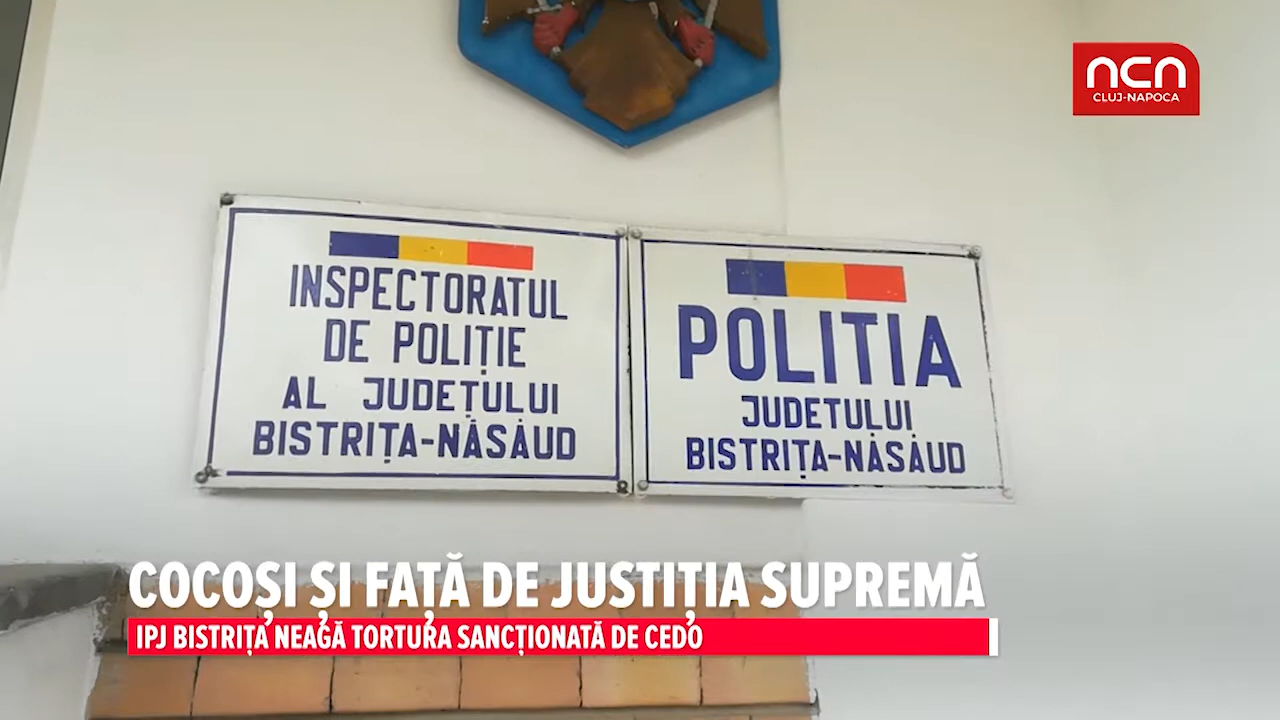 ncn
CLUJ-NAPOCA
INSPECTORATUL
DE POLIȚIE
AL JUDEȚULUI
BISTRIȚA-NĂSĂUD
POLITIA
JUDETULUI
BISTRIȚA-NĂSĂUD
COCOȘI ȘI FAȚĂ DE JUSTIȚIA SUPREMĂ
IPJ BISTRIȚA NEAGĂ TORTURA SANCȚIONATĂ DE CEDO